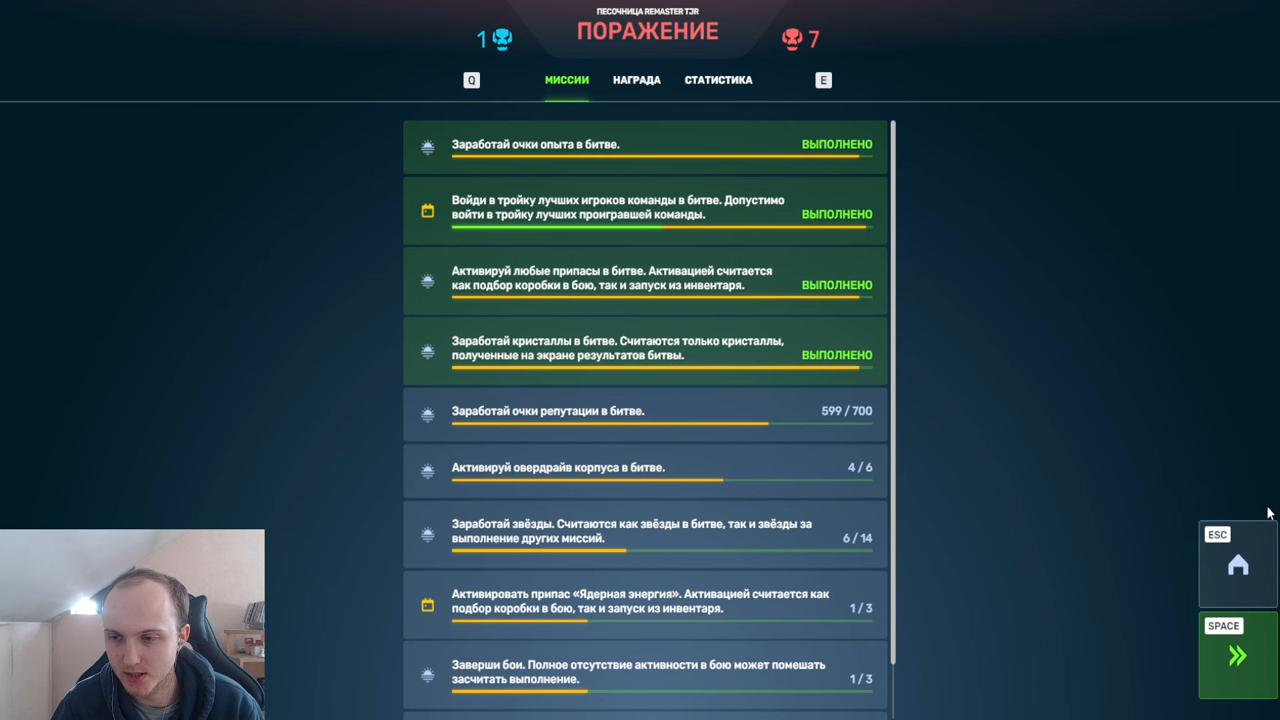 ПЕСОЧНИЦА REMASTER TJR
ПОРАЖЕНИЕ
1
7
Q
МИССИИ
НАГРАДА
СТАТИСТИКА
E
Заработай очки опыта в битве.
ВЫПОЛНЕНО
Войди в тройку лучших игроков команды в битве. Допустимо
войти в тройку лучших проигравшей команды.
ВЫПОЛНЕНО
Активируй любые припасы в битве. Активацией считается
как подбор коробки в бою, так и запуск из инвентаря.
ВЫПОЛНЕНО
Заработай кристаллы в битве. Считаются только кристаллы,
полученные на экране результатов битвы.
ВЫПОЛНЕНО
Заработай очки репутации в битве.
599 / 700
Активируй овердрайв корпуса в битве.
4 / 6
Заработай звёзды. Считаются как звёзды в битве, так и звёзды за
выполнение других миссий.
6 / 14
Активировать припас «Ядерная энергия». Активацией считается как
подбор коробки в бою, так и запуск из инвентаря.
1 / 3
Заверши бои. Полное отсутствие активности в бою может помешать
засчитать выполнение.
1 / 3
ESC
SPACE